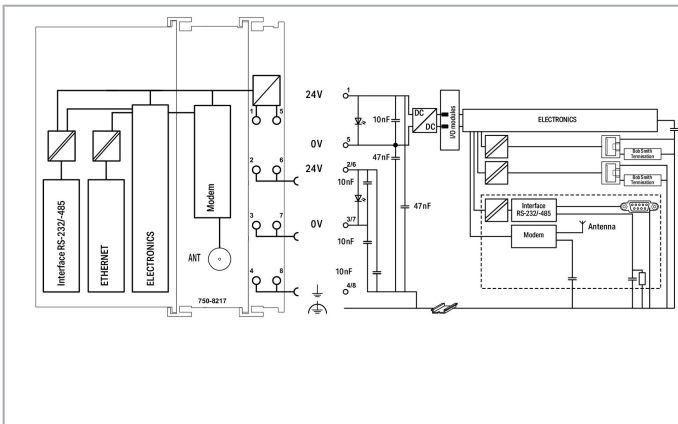 Interface RS-232/-485
ETHERNET
ELECTRONICS
Modem
ANT
750-8217
1 5
2 6
3 7
4 8
24V
0V
24V
0V
1
5
2/6
3/7
4/8
10nF
47nF
10nF
47nF
10nF
10nF
DC
DC
I/O modules
ELECTRONICS
Bob Smith
Termination
Bob Smith
Termination
Interface
RS-232/-485
Modem
Antenna